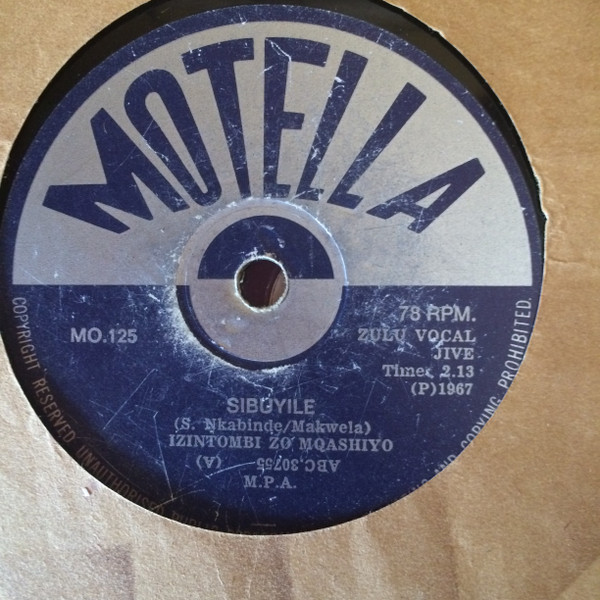 MOTELLA
MO.125
78 RPM.
ZULU VOCAL
JIVE
Time: 2.13
(P)1967
SIBUYILE
(S. Nkabinde/Makwela)
IZINTOMBI ZO MQASHIYO
ABC.30755 (A)
M.P.A.
COPYRIGHT RESERVED UNAUTHORISED
AND COPYING PROHIBITED.